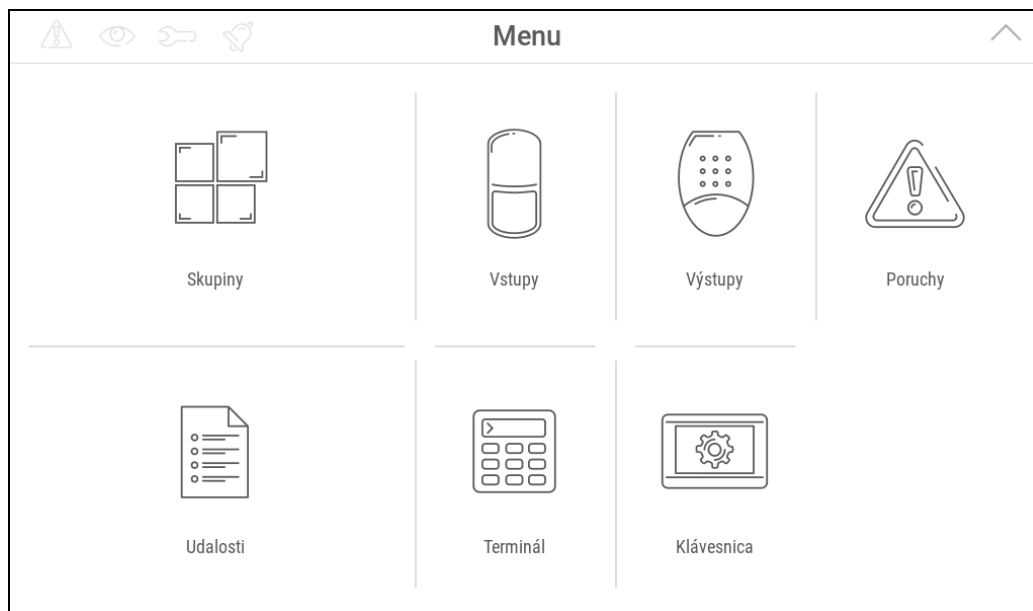 Menu
Skupiny
Vstupy
Výstupy
Poruchy
Udalosti
Terminál
Klávesnica